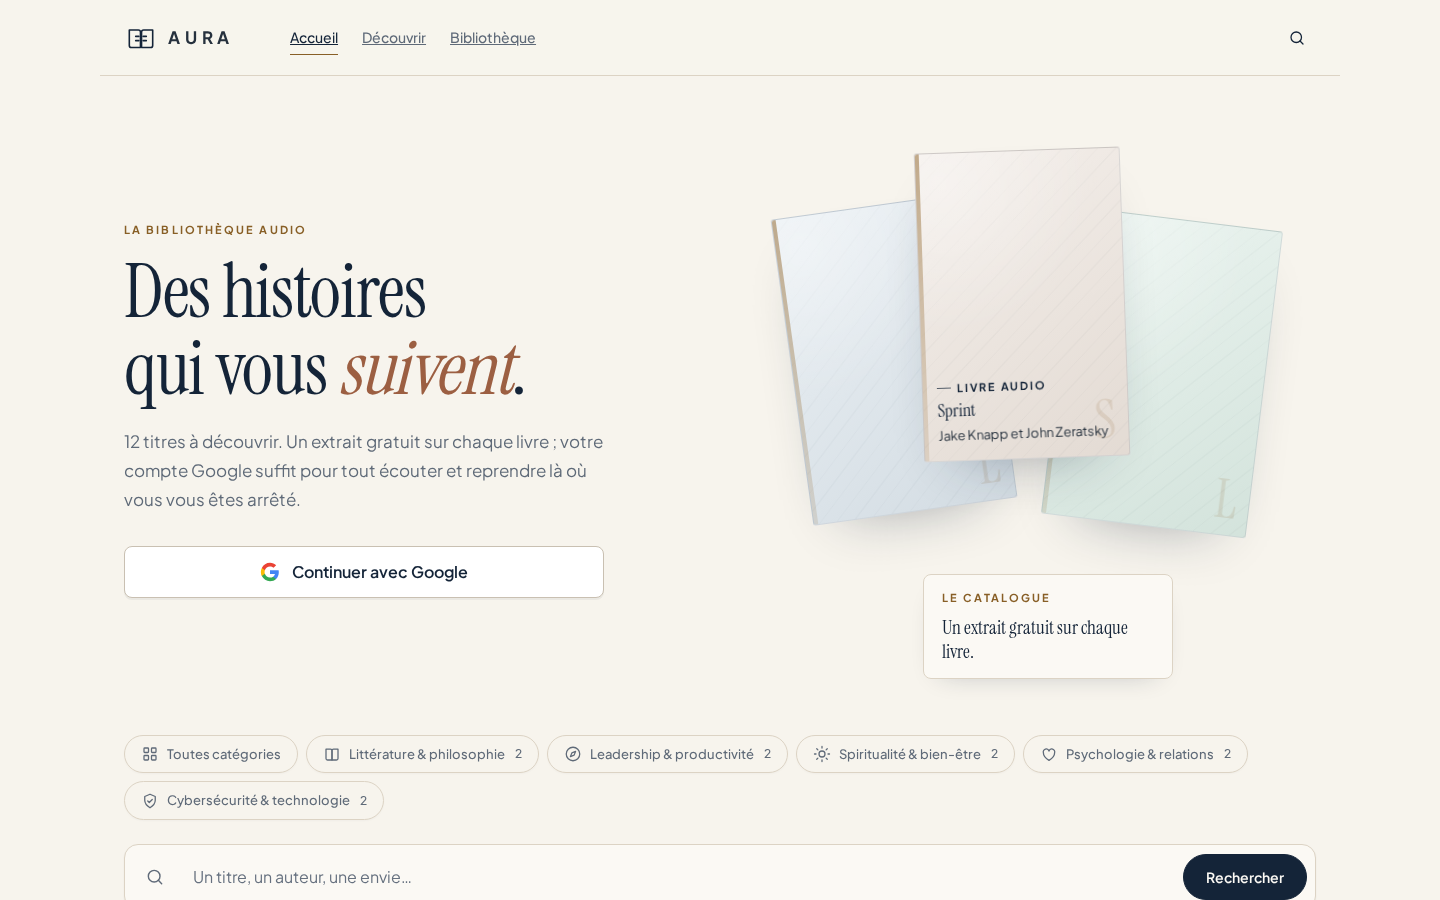 AURA
Accueil
Découvrir
Bibliothèque
LA BIBLIOTHÈQUE AUDIO
Des histoires
qui vous suivent.
12 titres à découvrir. Un extrait gratuit sur chaque livre ; votre
compte Google suffit pour tout écouter et reprendre là où
vous vous êtes arrêté.
Continuer avec Google
L
— LIVRE AUDIO
Sprint
S
Jake Knapp et John Zeratsky
L
LE CATALOGUE
Un extrait gratuit sur chaque
livre.
Toutes catégories
Littérature & philosophie 2
Leadership & productivité 2
Spiritualité & bien-être 2
Psychologie & relations 2
Cybersécurité & technologie 2
Un titre, un auteur, une envie...
Rechercher